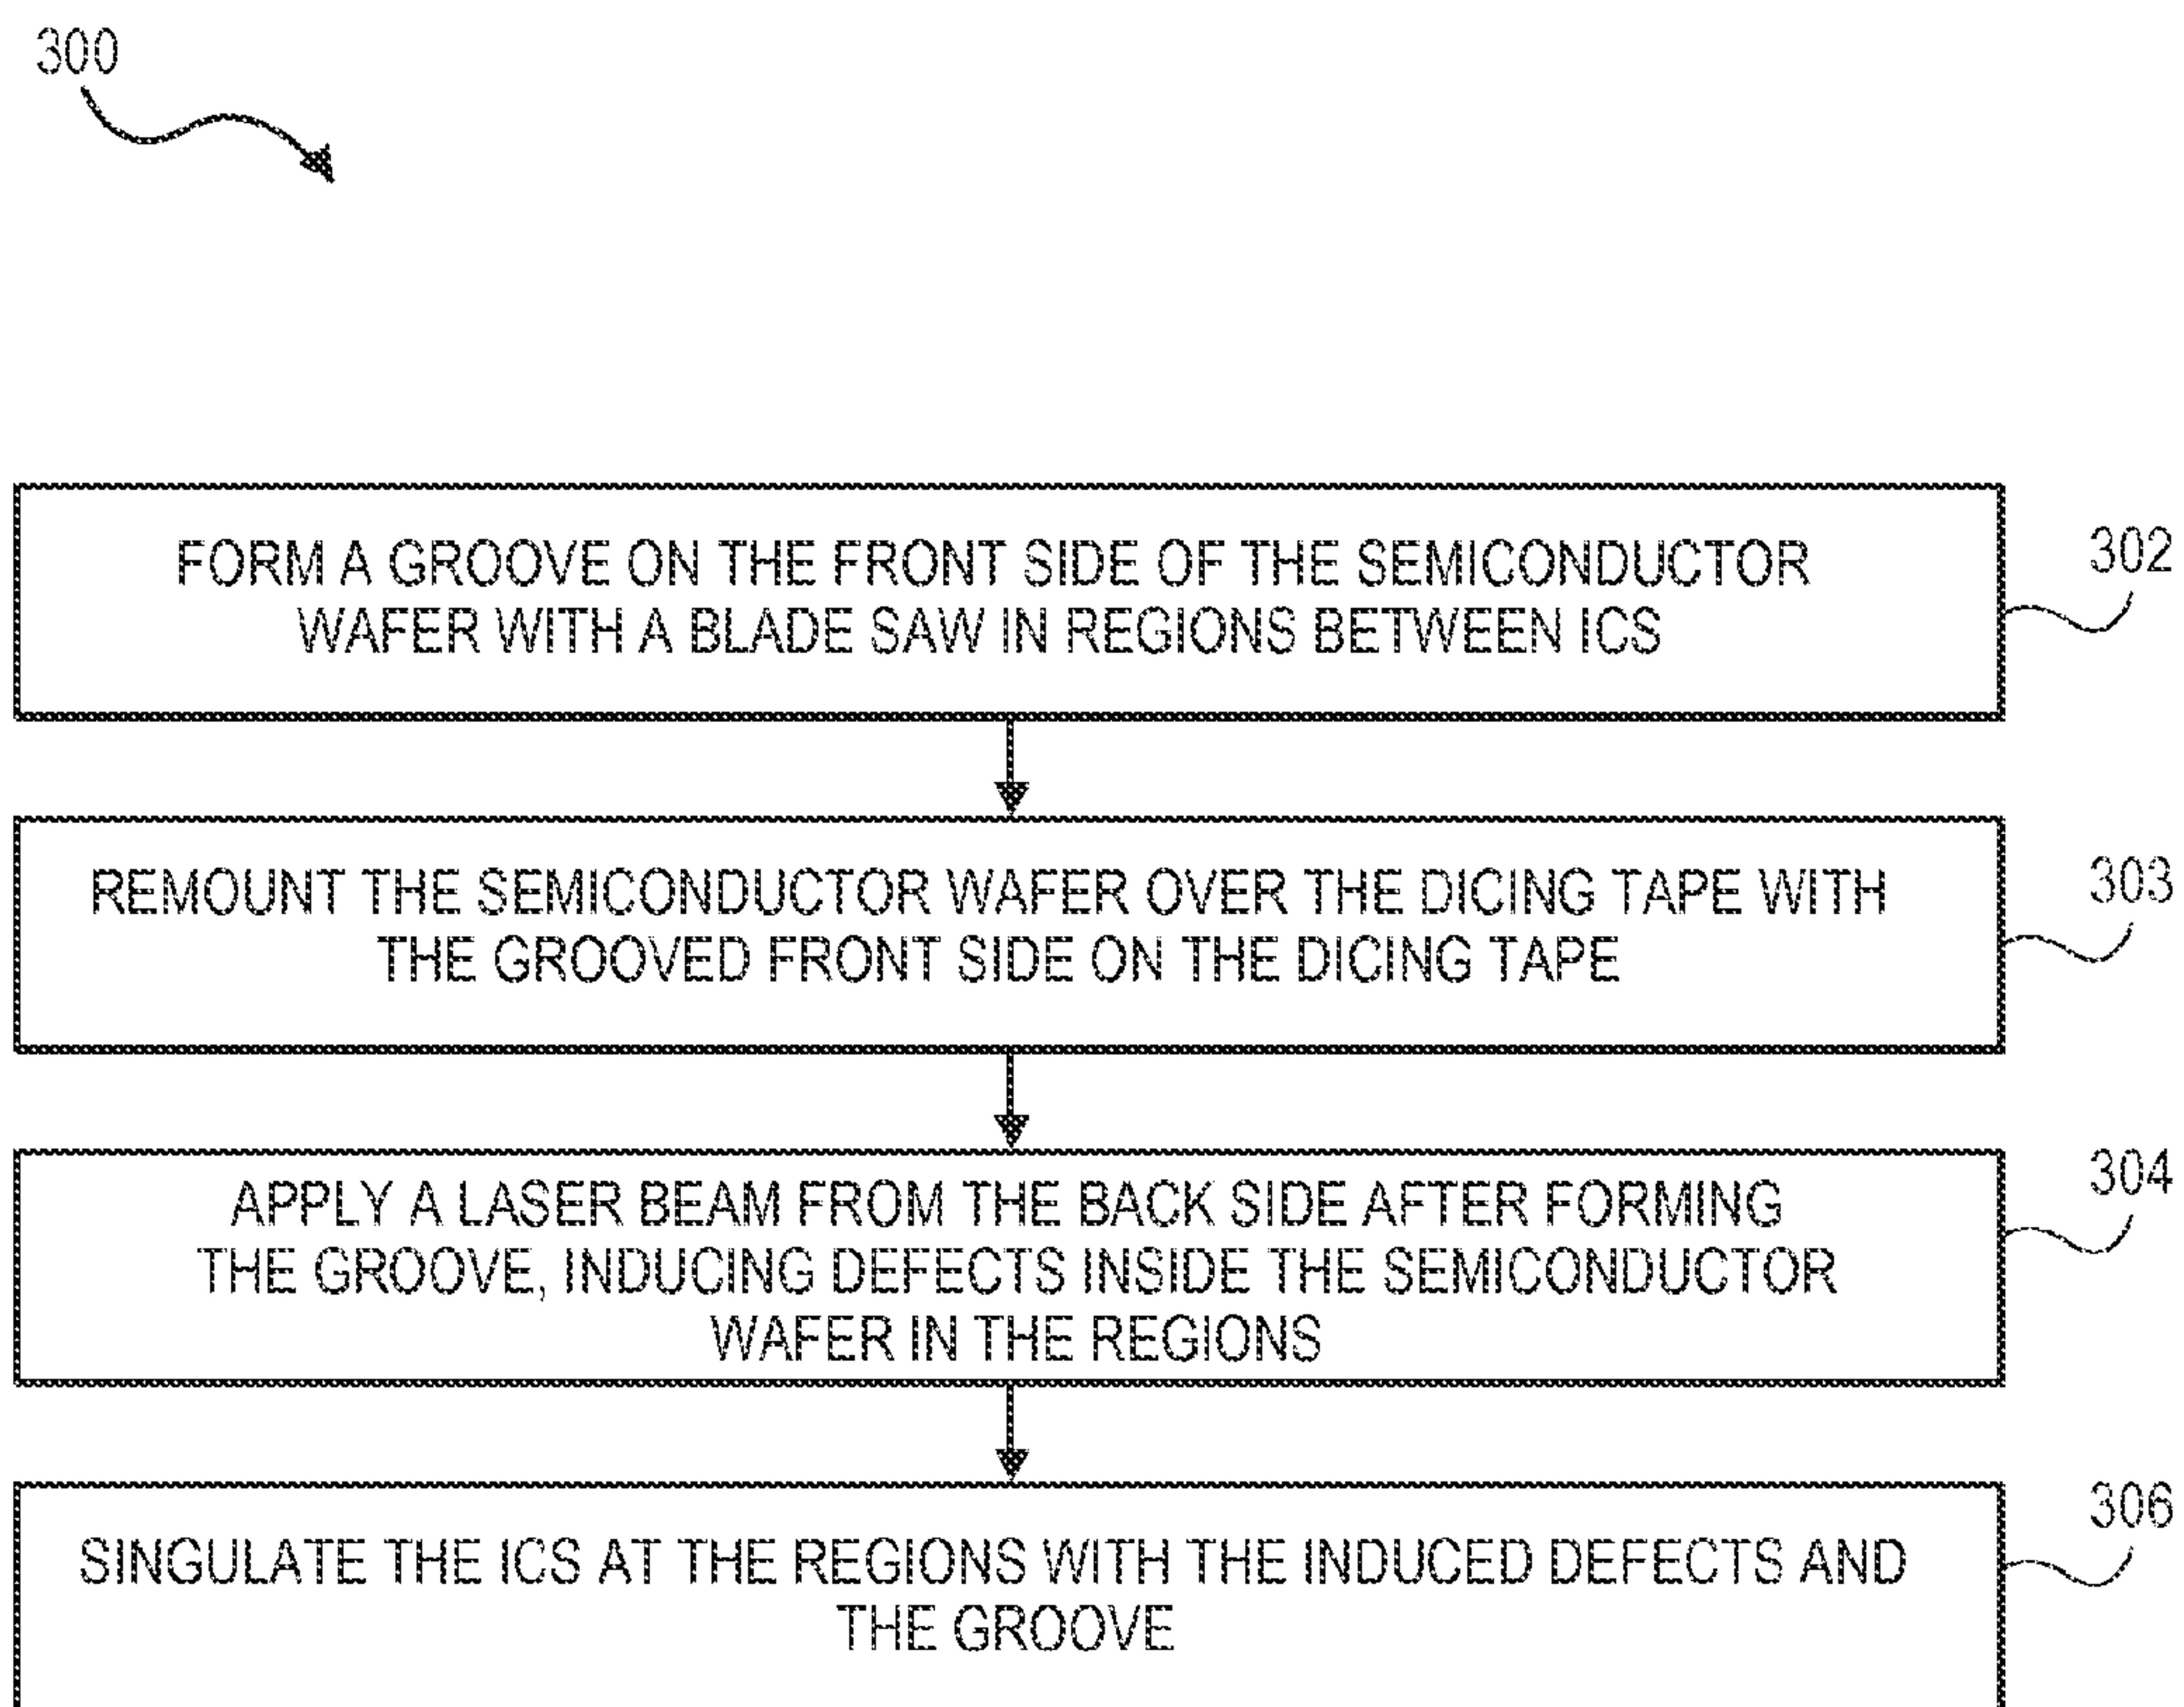 300
FORM A GROOVE ON THE FRONT SIDE OF THE SEMICONDUCTOR
WAFER WITH A BLADE SAW IN REGIONS BETWEEN ICS
302
REMOUNT THE SEMICONDUCTOR WAFER OVER THE DICING TAPE WITH
THE GROOVED FRONT SIDE ON THE DICING TAPE
303
APPLY A LASER BEAM FROM THE BACK SIDE AFTER FORMING
THE GROOVE, INDUCING DEFECTS INSIDE THE SEMICONDUCTOR
WAFER IN THE REGIONS
304
SINGULATE THE ICS AT THE REGIONS WITH THE INDUCED DEFECTS AND
THE GROOVE
306